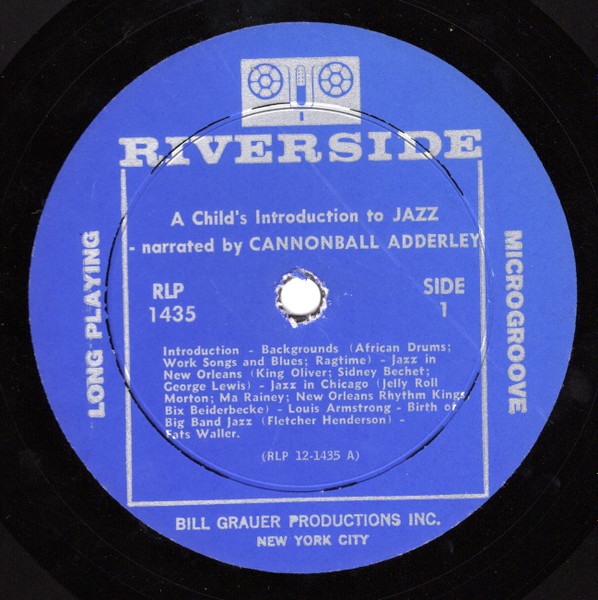 RIVERSIDE
A Child's Introduction to JAZZ
- narrated by CANNONBALL ADDERLEY
LONG PLAYING
RLP
1435
SIDE
1
MICROGROOVE
Introduction - Backgrounds (African Drums;
Work Songs and Blues; Ragtime) - Jazz in
New Orleans (King Oliver; Sidney Bechet;
George Lewis) - Jazz in Chicago (Jelly Roll
Morton; Ma Rainey; New Orleans Rhythm Kings
Bix Beiderbecke) - Louis Armstrong - Birth of
Big Band Jazz (Fletcher Henderson) -
Fats Waller.
(RLP 12-1435 A)
BILL GRAUER PRODUCTIONS INC.
NEW YORK CITY